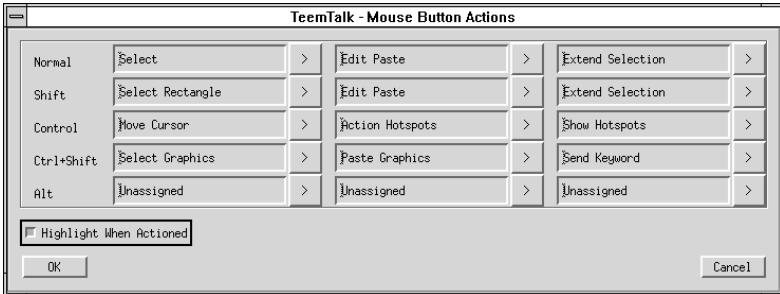 TeemTalk - Mouse Button Actions
Normal Select > Edit Paste > Extend Selection >
Shift Select Rectangle > Edit Paste > Extend Selection >
Control Move Cursor > Action Hotspots > Show Hotspots >
Ctrl+Shift Select Graphics > Paste Graphics > Send Keyword >
Alt Unassigned > Unassigned > Unassigned >
Highlight When Actioned
OK Cancel